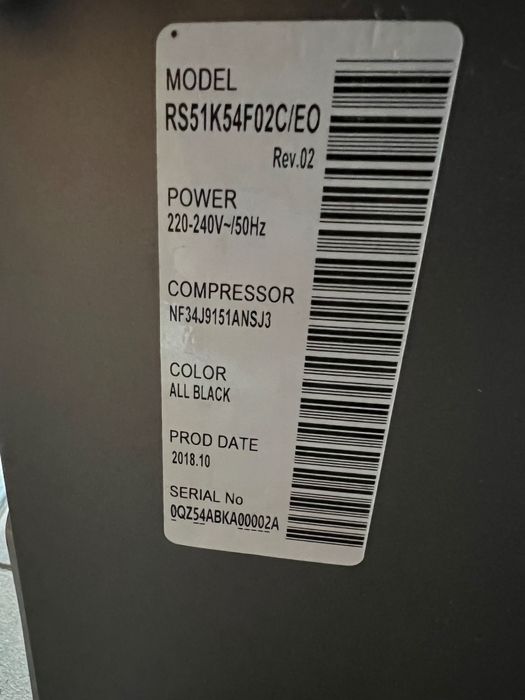 MODEL
RS51K54F02C/EO
Rev.02
POWER
220-240V~/50Hz
COMPRESSOR
NF34J9151ANSJ3
COLOR
ALL BLACK
PROD DATE
2018.10
SERIAL No
0QZ54ABKA00002A